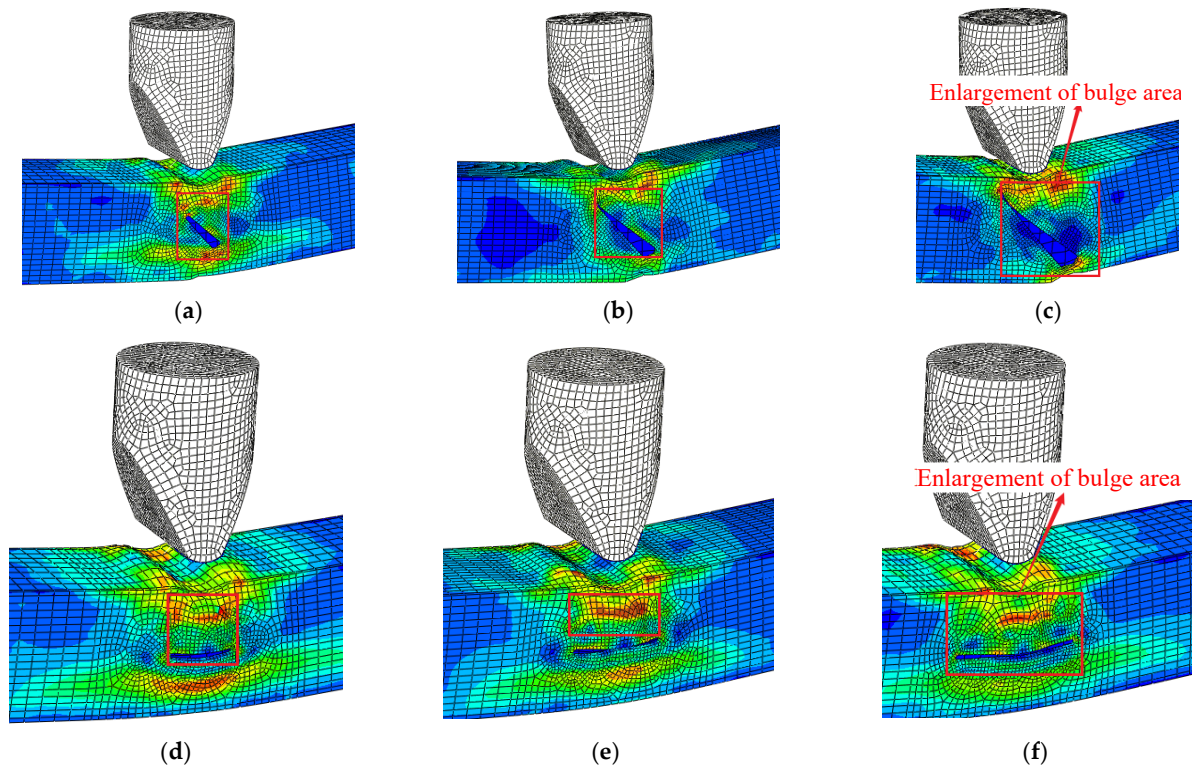 Enlargement of bulge area
(a)
(b)
(c)
Enlargement of bulge area
(d)
(e)
(f)